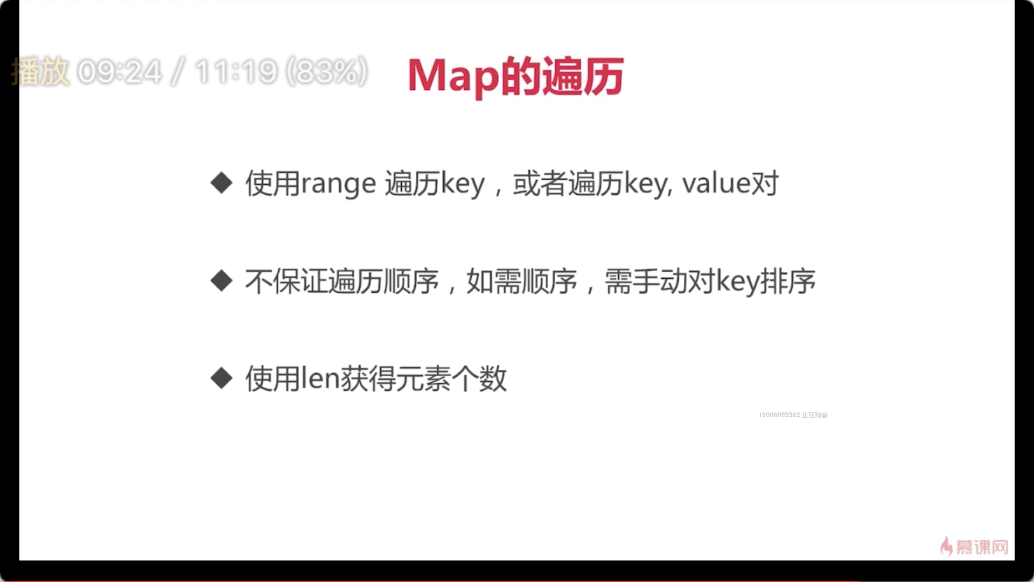 播放 09:24 / 11:19 (83%)
Map的遍历
◆ 使用range 遍历key，或者遍历key, value对
◆ 不保证遍历顺序，如需顺序，需手动对key排序
◆ 使用len获得元素个数
慕课网